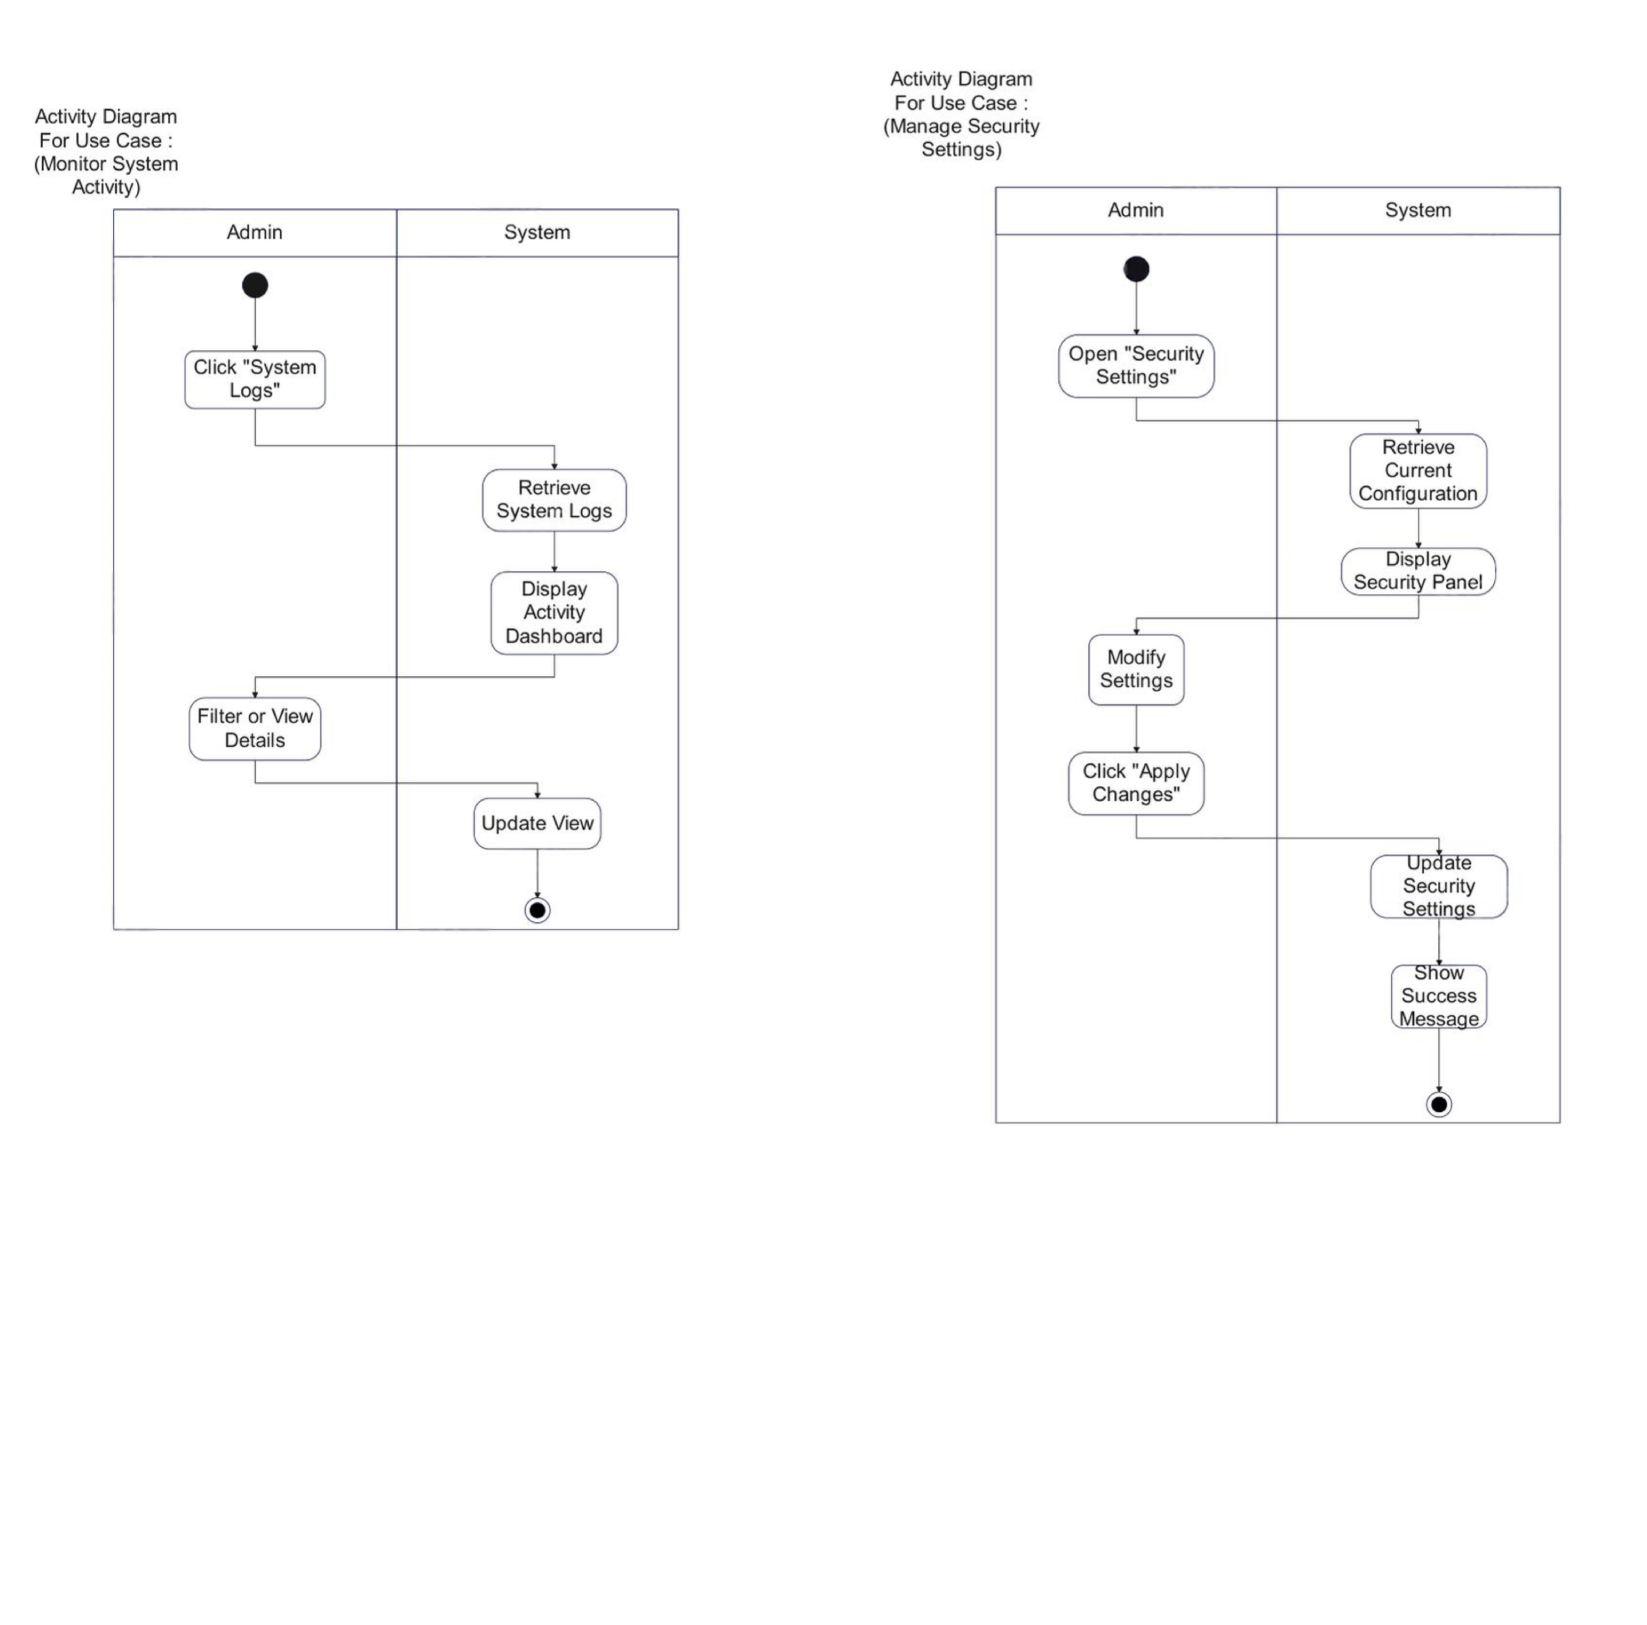 Activity Diagram
For Use Case :
(Monitor System
Activity)
Admin
System
Click "System
Logs"
Retrieve
System Logs
Display
Activity
Dashboard
Filter or View
Details
Update View
Activity Diagram
For Use Case :
(Manage Security
Settings)
Admin
System
Open "Security
Settings"
Retrieve
Current
Configuration
Display
Security Panel
Modify
Settings
Click "Apply
Changes"
Update
Security
Settings
Show
Success
Message